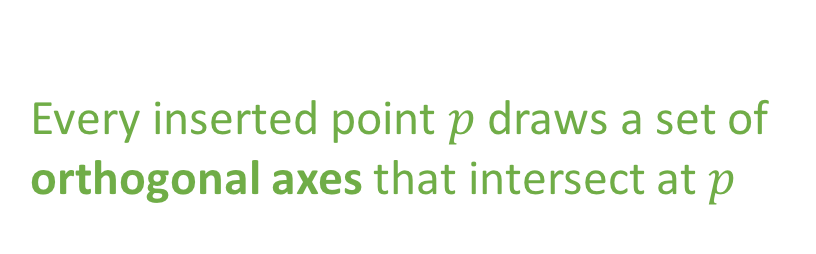 Every inserted point p draws a set of
orthogonal axes that intersect at p